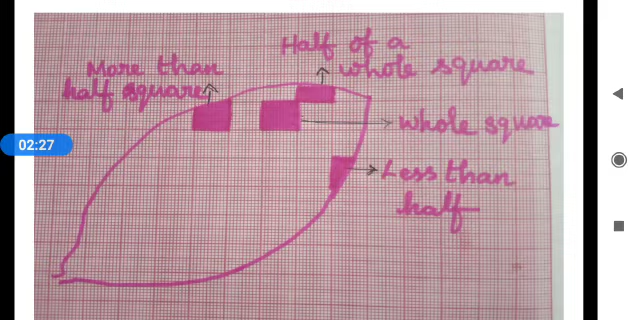 More than
half square
Half of a
whole square
whole square
Less than
half
02:27